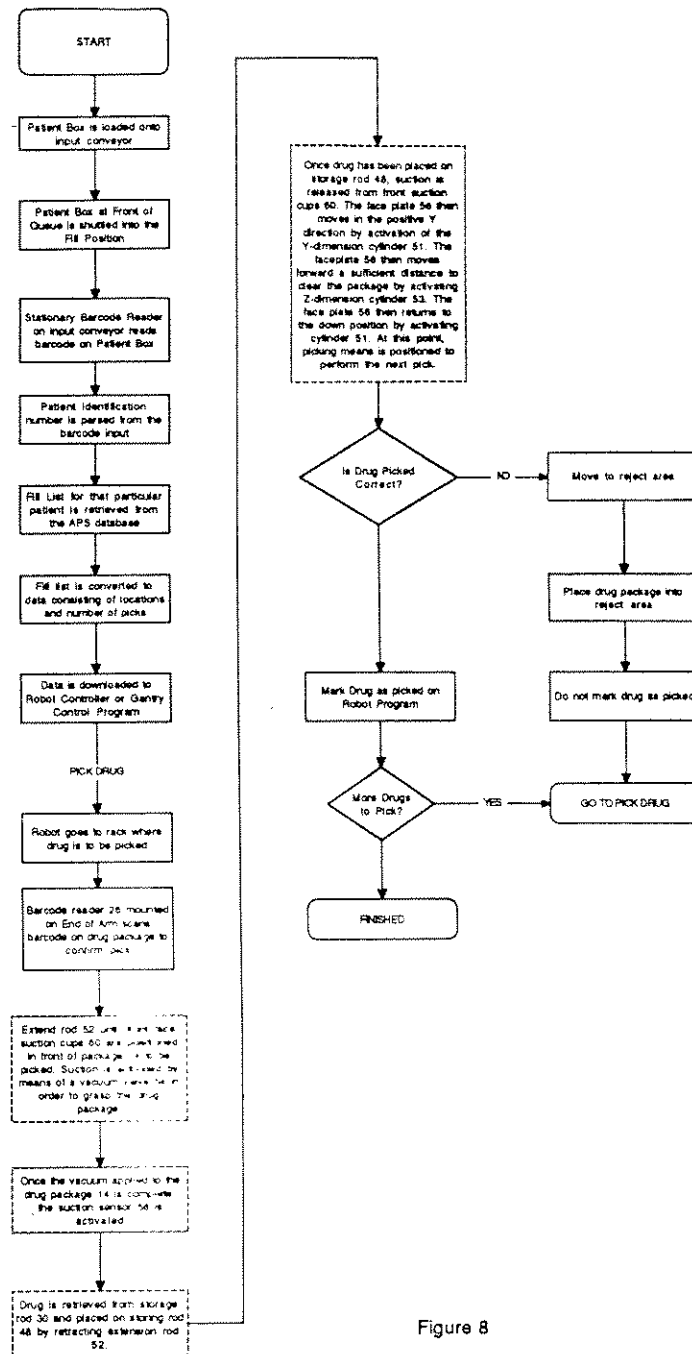 START
Patient Box is loaded onto
input conveyor
Patient Box at Front of
Queue is shuttled into the
Fill Position
Stationary Barcode Reader
on input conveyor reads
barcode on Patient Box
Patient Identification
number is parsed from the
barcode input
Fill List for that particular
patient is retrieved from
the APS database
Fill list is converted to
data consisting of locations
and number of picks
Data is downloaded to
Robot Controller or Gantry
Control Program
PICK DRUG
Robot goes to rack where
drug is to be picked
Barcode reader 26 mounted
on End of Arm scans
barcode on drug package to
confirm pick
Extend rod 52 until front face
suction cups 60 are positioned
in front of package to be
picked. Suction is activated by
means of a vacuum valve in
order to grasp the drug
package
Once the vacuum applied to the
drug package 14 is complete
the suction sensor 58 is
activated
Drug is retrieved from storage
rod 30 and placed on storing rod
48 by retracting extension rod
52.
Once drug has been placed on
storage rod 48, suction is
released from front suction
cups 60. The face plate 56 then
moves in the positive Y
direction by activation of the
Y-dimension cylinder 51. The
faceplate 56 then moves
forward a sufficient distance to
clear the package by activating
Z-dimension cylinder 53. The
face plate 56 then returns to
the down position by activating
cylinder 51. At this point,
picking means is positioned to
perform the next pick.
Is Drug Picked
Correct?
NO
Move to reject area
Place drug package into
reject area
Do not mark drug as picked
Mark Drug as picked on
Robot Program
More Drugs
to Pick?
YES
GO TO PICK DRUG
FINISHED
Figure 8